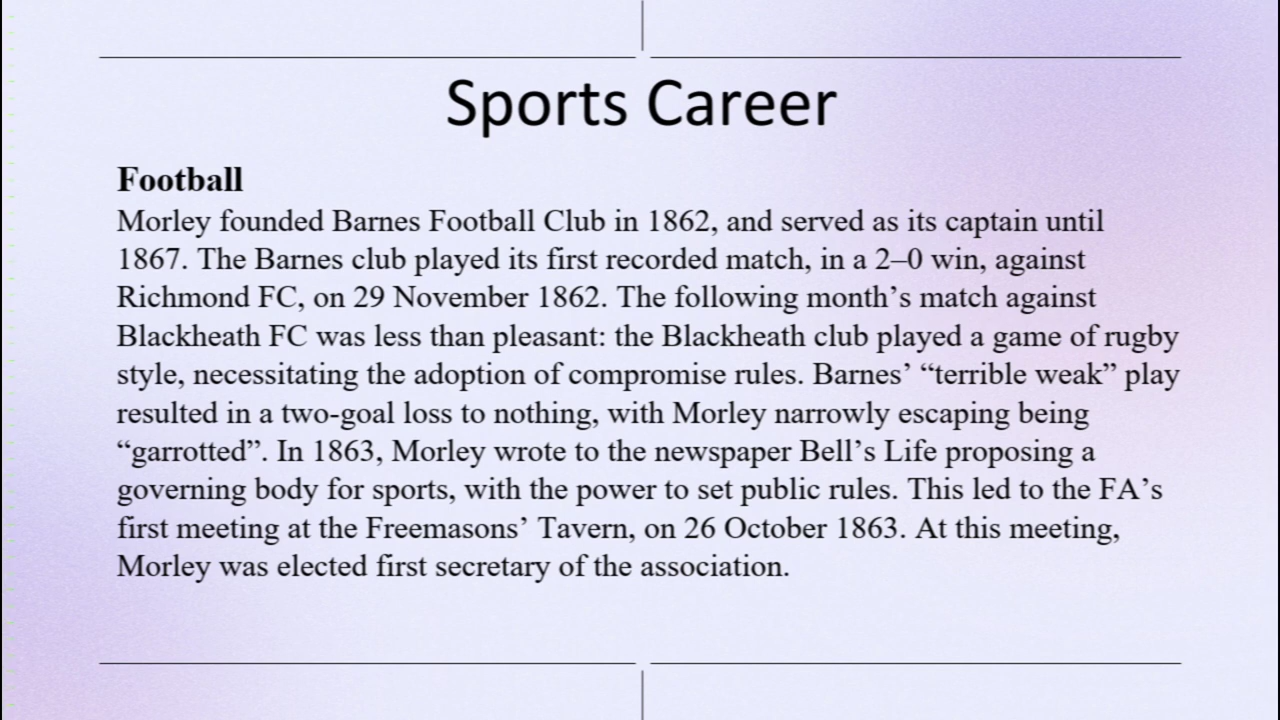 Sports Career
Football
Morley founded Barnes Football Club in 1862, and served as its captain until
1867. The Barnes club played its first recorded match, in a 2–0 win, against
Richmond FC, on 29 November 1862. The following month’s match against
Blackheath FC was less than pleasant: the Blackheath club played a game of rugby
style, necessitating the adoption of compromise rules. Barnes’ “terrible weak” play
resulted in a two-goal loss to nothing, with Morley narrowly escaping being
“garrotted”. In 1863, Morley wrote to the newspaper Bell’s Life proposing a
governing body for sports, with the power to set public rules. This led to the FA’s
first meeting at the Freemasons’ Tavern, on 26 October 1863. At this meeting,
Morley was elected first secretary of the association.